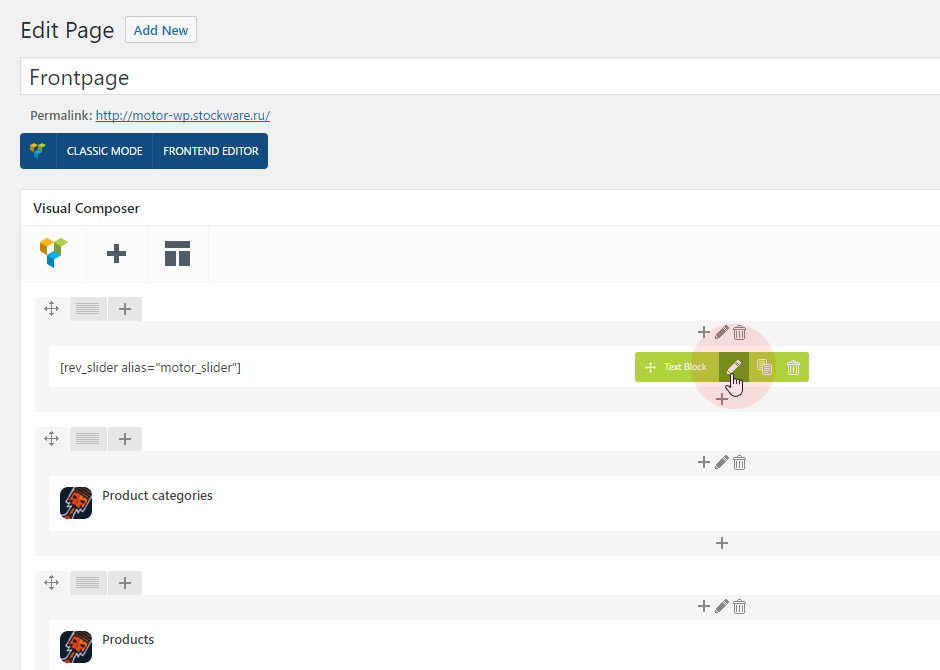 Edit Page Add New
Frontpage
Permalink: http://motor-wp.stockware.ru/
CLASSIC MODE FRONTEND EDITOR
Visual Composer
[rev_slider alias="motor_slider"] Text Block
Product categories
Products